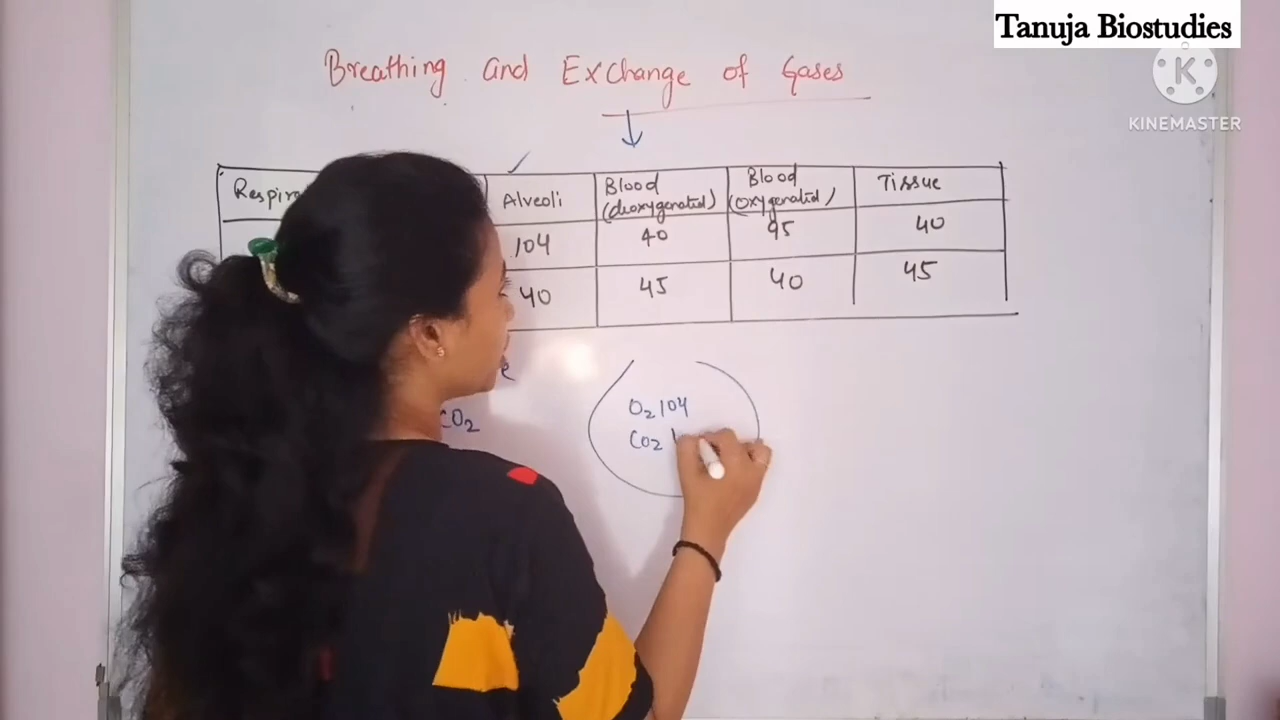 Tanuja Biostudies
KINEMASTER
Breathing and Exchange of Gases
Alveoli Blood (deoxygenated) Blood (oxygenated) Tissue
104 40 95 40
40 45 40 45
CO2
O2 104
CO2